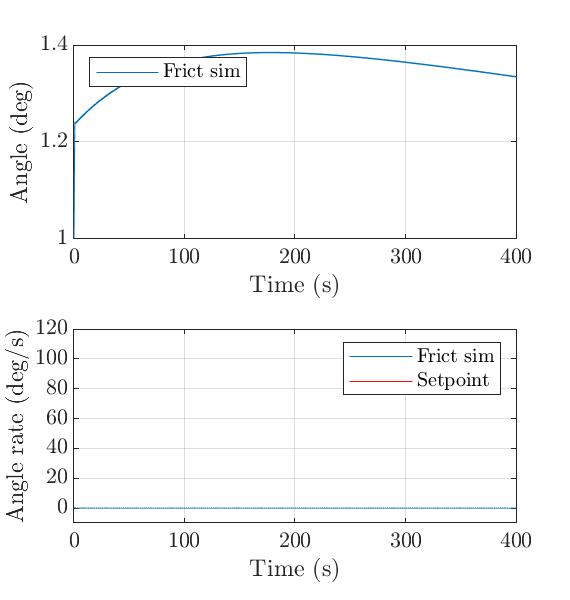 1.4
1.2
1
Angle (deg)
Frict sim
0 100 200 300 400
Time (s)
120
100
80
60
40
20
0
Angle rate (deg/s)
Frict sim
Setpoint
0 100 200 300 400
Time (s)